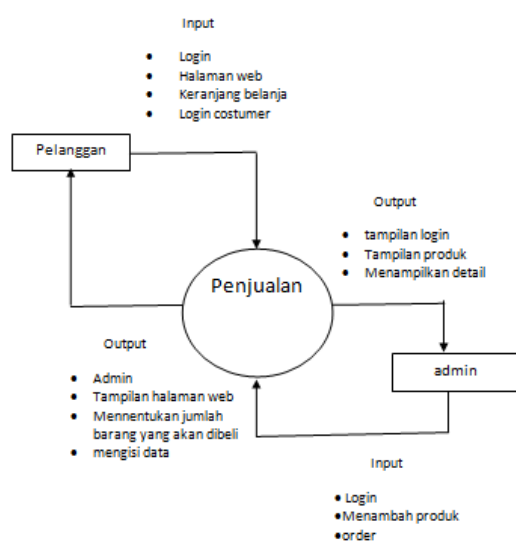 Input
• Login
• Halaman web
• Keranjang belanja
• Login costumer
Pelanggan
Output
• tampilan login
• Tampilan produk
• Menampilkan detail
Penjualan
Output
• Admin
• Tampilan halaman web
• Mennentukan jumlah
barang yang akan dibeli
• mengisi data
admin
Input
• Login
•Menambah produk
•order